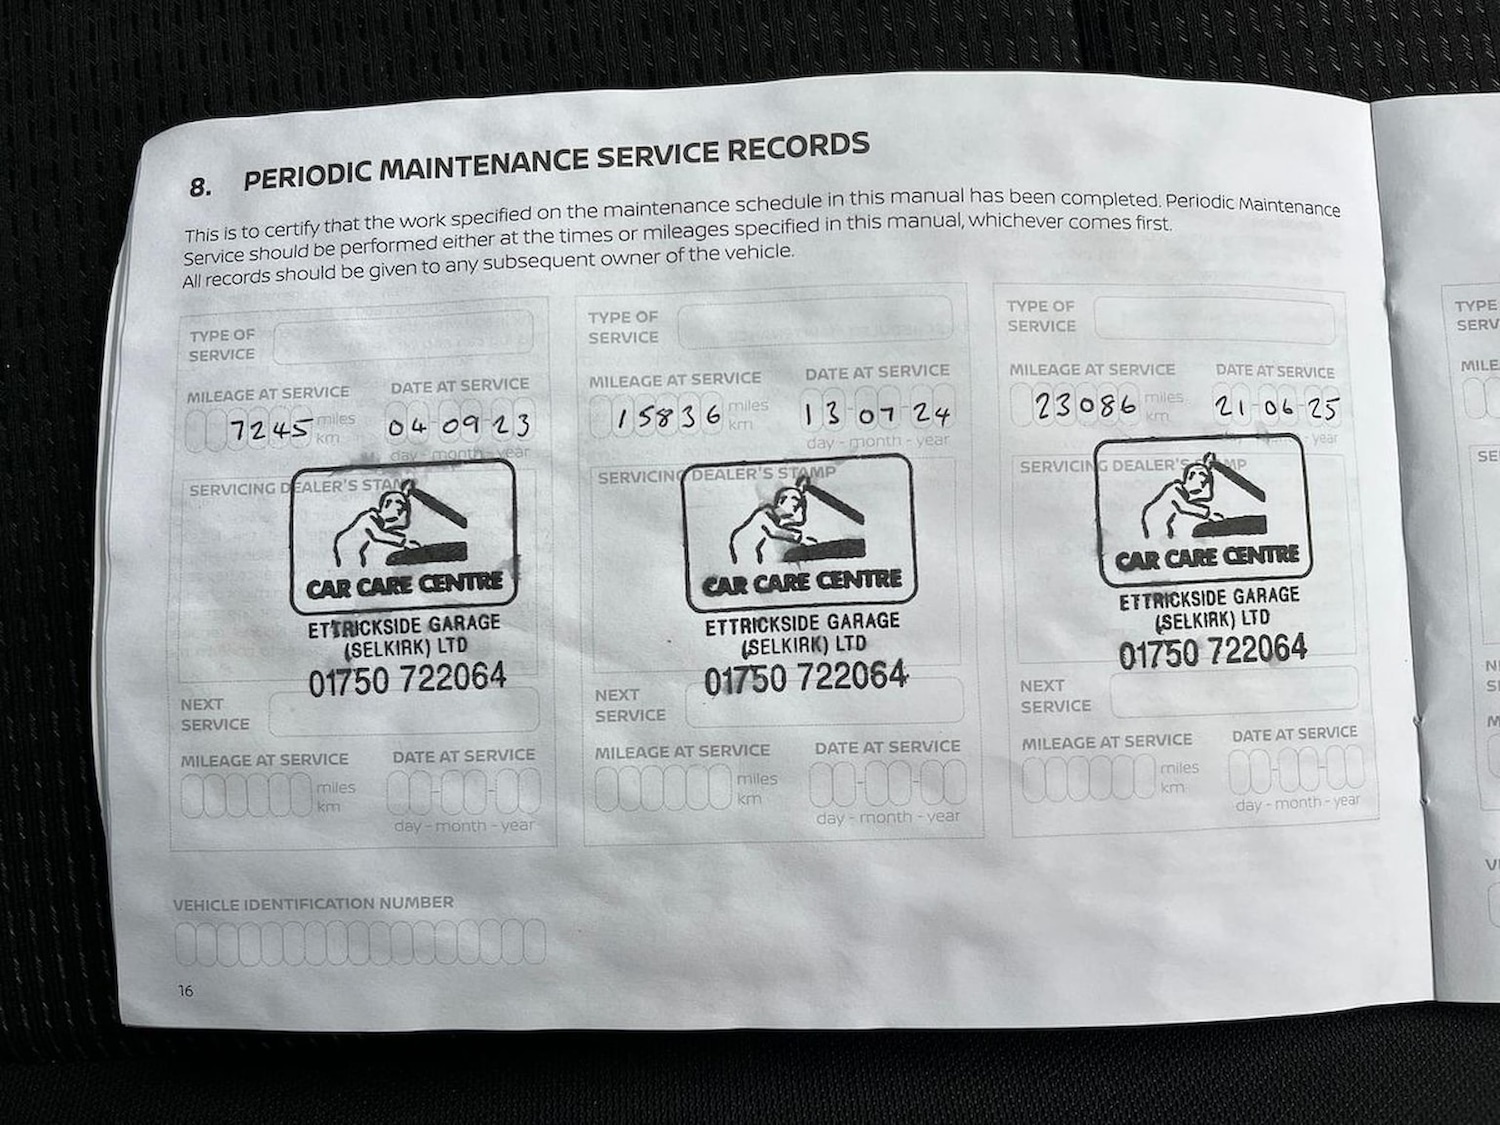 8. PERIODIC MAINTENANCE SERVICE RECORDS
This is to certify that the work specified on the maintenance schedule in this manual has been completed. Periodic Maintenance
Service should be performed either at the times or mileages specified in this manual, whichever comes first.
All records should be given to any subsequent owner of the vehicle.
TYPE OF
SERVICE
MILEAGE AT SERVICE
DATE AT SERVICE
7245 miles
km
04 09 23
day - month - year
SERVICING DEALER'S STAMP
CAR CARE CENTRE
ETTRICKSIDE GARAGE
(SELKIRK) LTD
01750 722064
NEXT
SERVICE
MILEAGE AT SERVICE
DATE AT SERVICE
miles
km
day - month - year
TYPE OF
SERVICE
MILEAGE AT SERVICE
DATE AT SERVICE
15836 miles
km
13 07 24
day - month - year
SERVICING DEALER'S STAMP
CAR CARE CENTRE
ETTRICKSIDE GARAGE
(SELKIRK) LTD
01750 722064
NEXT
SERVICE
MILEAGE AT SERVICE
DATE AT SERVICE
miles
km
day - month - year
TYPE OF
SERVICE
MILEAGE AT SERVICE
DATE AT SERVICE
23086 miles
km
21-06-25
year
SERVICING DEALER'S
CAR CARE CENTRE
ETTRICKSIDE GARAGE
(SELKIRK) LTD
01750 722064
NEXT
SERVICE
MILEAGE AT SERVICE
DATE AT SERVICE
miles
km
day - month - year
VEHICLE IDENTIFICATION NUMBER
16
TYPE
SERV
MILE
SE